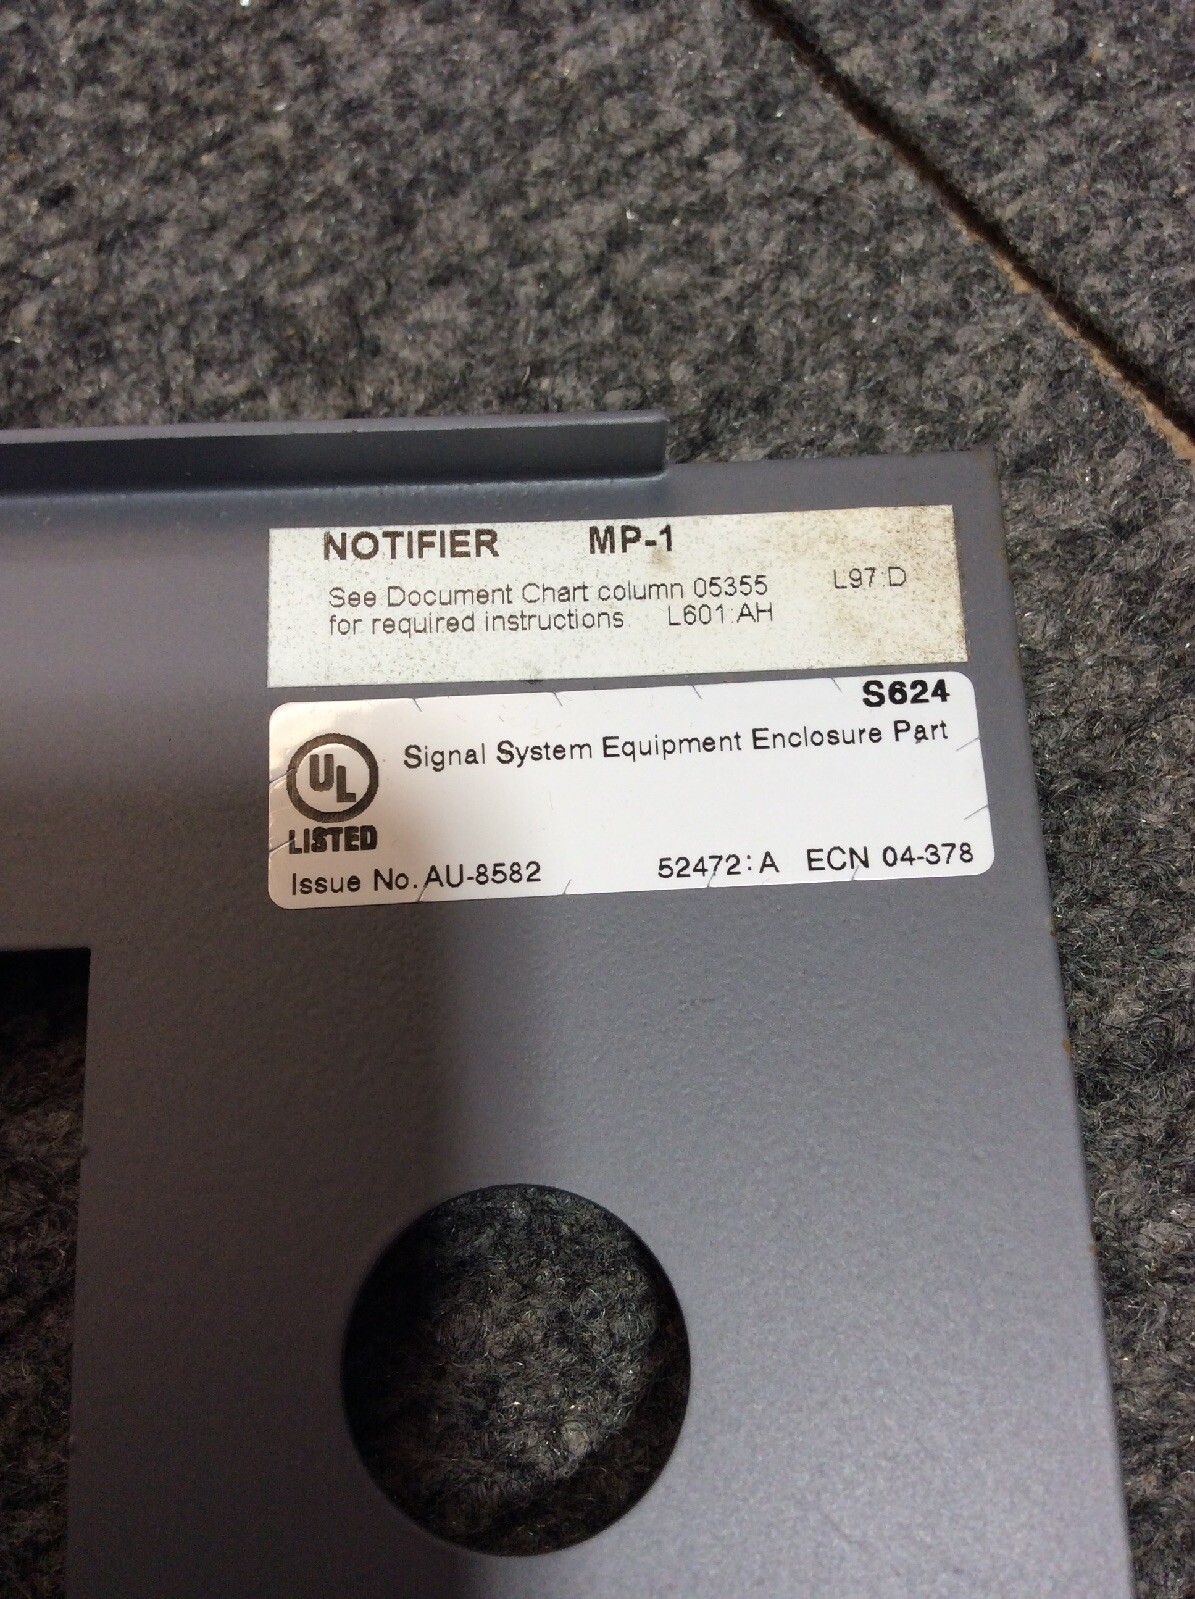 NOTIFIER MP-1
See Document Chart column 05355 L97:D
for required instructions L601:AH
S624
Signal System Equipment Enclosure Part
UL
LISTED
Issue No. AU-8582 52472:A ECN 04-378